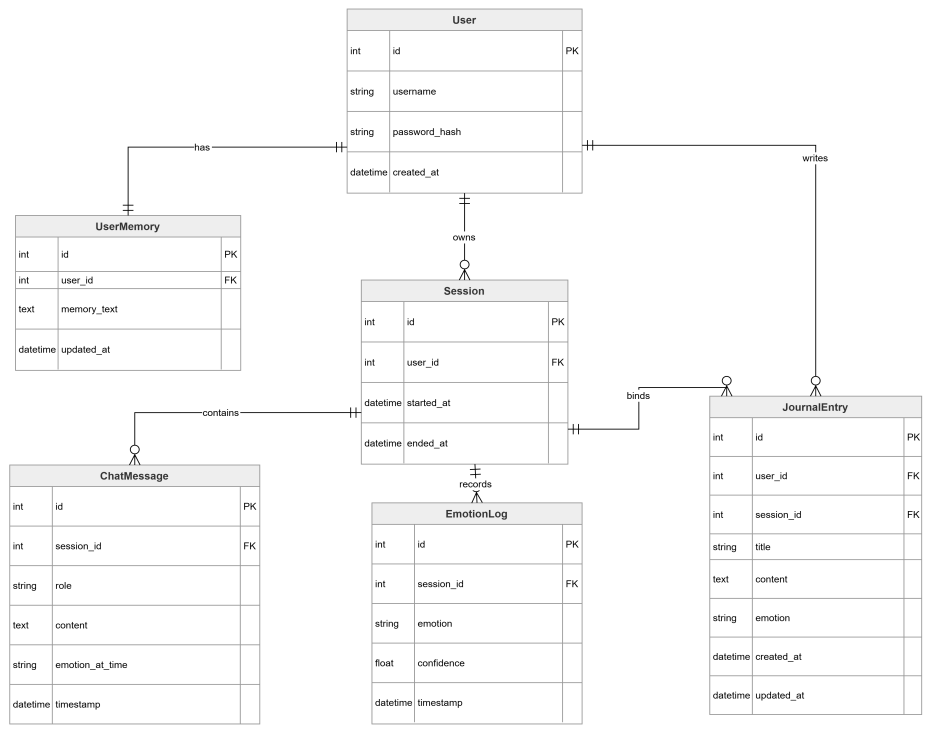 User
int id PK
string username
string password_hash
datetime created_at
has
writes
owns
UserMemory
int id PK
int user_id FK
text memory_text
datetime updated_at
Session
int id PK
int user_id FK
datetime started_at
datetime ended_at
contains
binds
records
JournalEntry
int id PK
int user_id FK
int session_id FK
string title
text content
string emotion
datetime created_at
datetime updated_at
ChatMessage
int id PK
int session_id FK
string role
text content
string emotion_at_time
datetime timestamp
EmotionLog
int id PK
int session_id FK
string emotion
float confidence
datetime timestamp